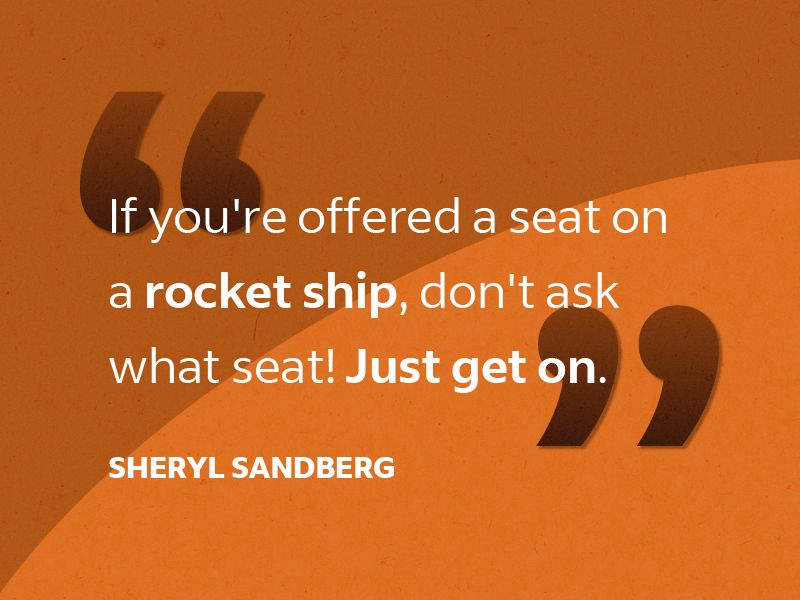 If you're offered a seat on
a rocket ship, don't ask
what seat! Just get on.
SHERYL SANDBERG